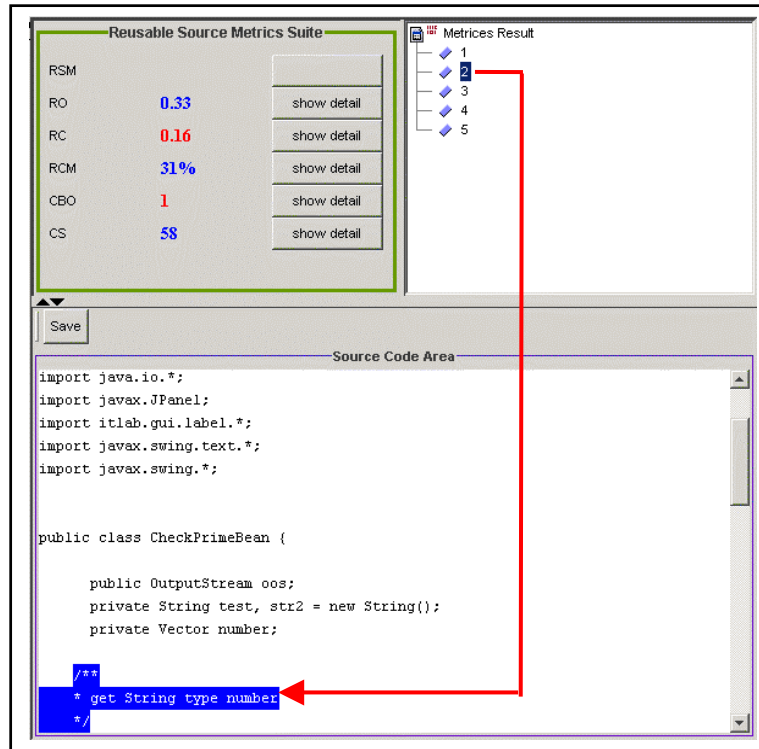 Reusable Source Metrics Suite
RSM
RO 0.33 show detail
RC 0.16 show detail
RCM 31% show detail
CBO 1 show detail
CS 58 show detail
Metrices Result
1
2
3
4
5
Save
Source Code Area
import java.io.*;
import javax.JPanel;
import itlab.gui.label.*;
import javax.swing.text.*;
import javax.swing.*;
public class CheckPrimeBean {
public OutputStream oos;
private String test, str2 = new String();
private Vector number;
/**
* get String type number
*/